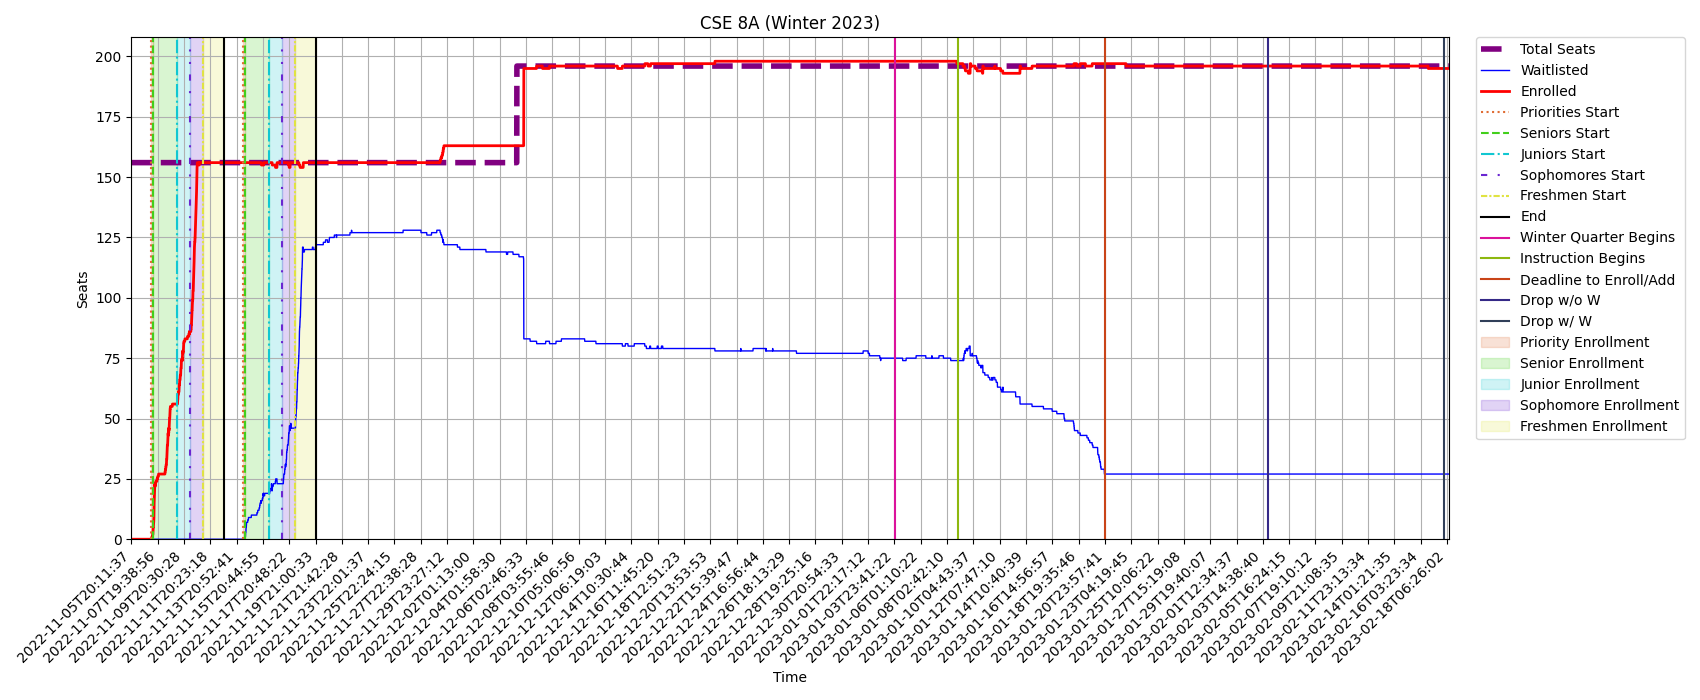 CSE 8A (Winter 2023)
Seats
200
175
150
125
100
75
50
25
0
2022-11-05T20:11:37
2022-11-07T19:38:56
2022-11-09T20:30:28
2022-11-11T20:23:18
2022-11-13T20:52:41
2022-11-15T20:44:55
2022-11-17T20:48:22
2022-11-19T21:00:33
2022-11-21T21:42:28
2022-11-23T22:01:37
2022-11-25T22:24:15
2022-11-27T22:38:28
2022-11-29T23:27:12
2022-12-02T01:13:00
2022-12-04T01:58:30
2022-12-06T02:46:33
2022-12-08T03:55:46
2022-12-10T05:06:56
2022-12-12T06:19:03
2022-12-14T10:30:44
2022-12-16T11:45:20
2022-12-18T12:51:23
2022-12-20T13:53:55
2022-12-22T15:39:47
2022-12-24T16:56:44
2022-12-26T18:13:29
2022-12-28T19:25:16
2022-12-30T20:54:33
2023-01-01T22:17:12
2023-01-03T23:41:22
2023-01-06T01:10:22
2023-01-08T02:42:10
2023-01-10T04:43:37
2023-01-12T07:47:10
2023-01-14T10:40:39
2023-01-16T14:56:57
2023-01-18T19:35:46
2023-01-20T23:57:41
2023-01-23T04:19:45
2023-01-25T10:06:22
2023-01-27T15:19:08
2023-01-29T19:40:07
2023-02-01T12:34:37
2023-02-03T14:38:40
2023-02-05T16:24:15
2023-02-07T19:10:12
2023-02-09T21:08:35
2023-02-11T23:13:34
2023-02-14T01:21:35
2023-02-16T03:23:34
2023-02-18T06:26:02
Time
Total Seats
Waitlisted
Enrolled
Priorities Start
Seniors Start
Juniors Start
Sophomores Start
Freshmen Start
End
Winter Quarter Begins
Instruction Begins
Deadline to Enroll/Add
Drop w/o W
Drop w/ W
Priority Enrollment
Senior Enrollment
Junior Enrollment
Sophomore Enrollment
Freshmen Enrollment